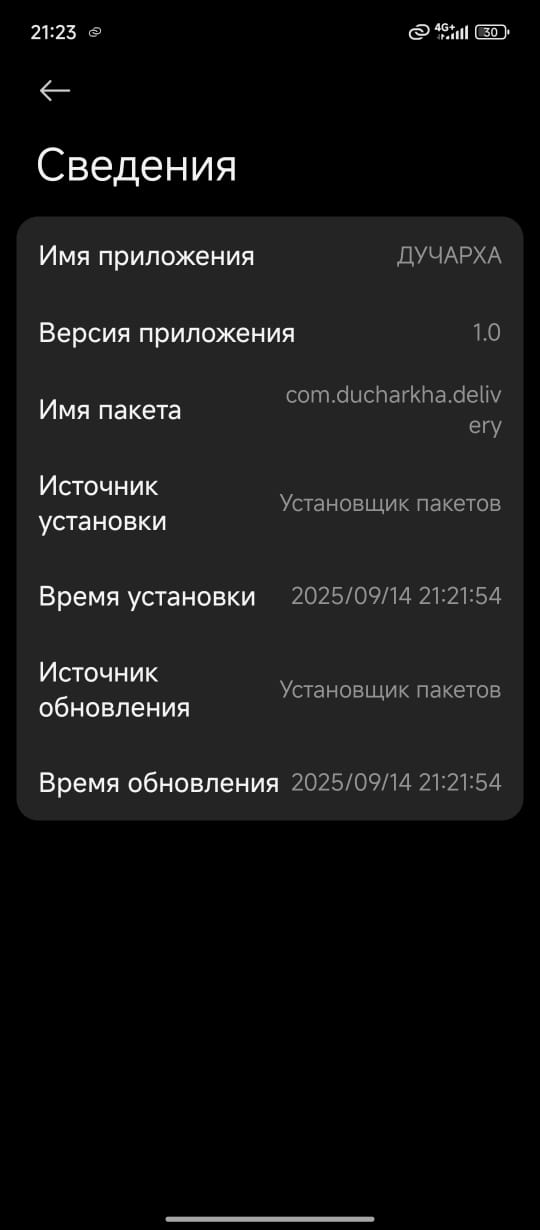 21:23
4G+ 30
Сведения
Имя приложения ДУЧАРХА
Версия приложения 1.0
Имя пакета com.ducharkha.deliv
ery
Источник
установки Установщик пакетов
Время установки 2025/09/14 21:21:54
Источник
обновления Установщик пакетов
Время обновления 2025/09/14 21:21:54